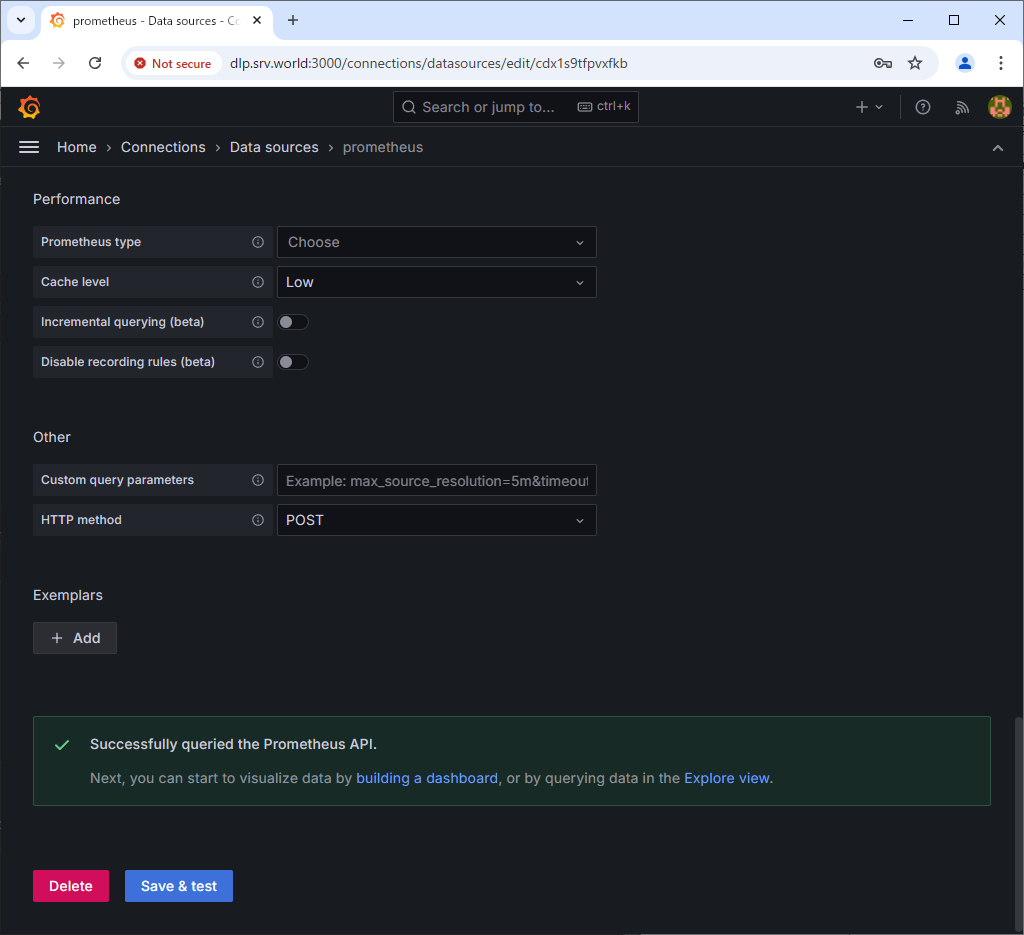 prometheus - Data sources - Co
Not secure
dlp.srv.world:3000/connections/datasources/edit/cdx1s9tfpvxfkb
Search or jump to... ctrl+k
Home › Connections › Data sources › prometheus
Performance
Prometheus type Choose
Cache level Low
Incremental querying (beta)
Disable recording rules (beta)
Other
Custom query parameters Example: max_source_resolution=5m&timeout
HTTP method POST
Exemplars
+ Add
Successfully queried the Prometheus API.
Next, you can start to visualize data by building a dashboard, or by querying data in the Explore view.
Delete Save & test